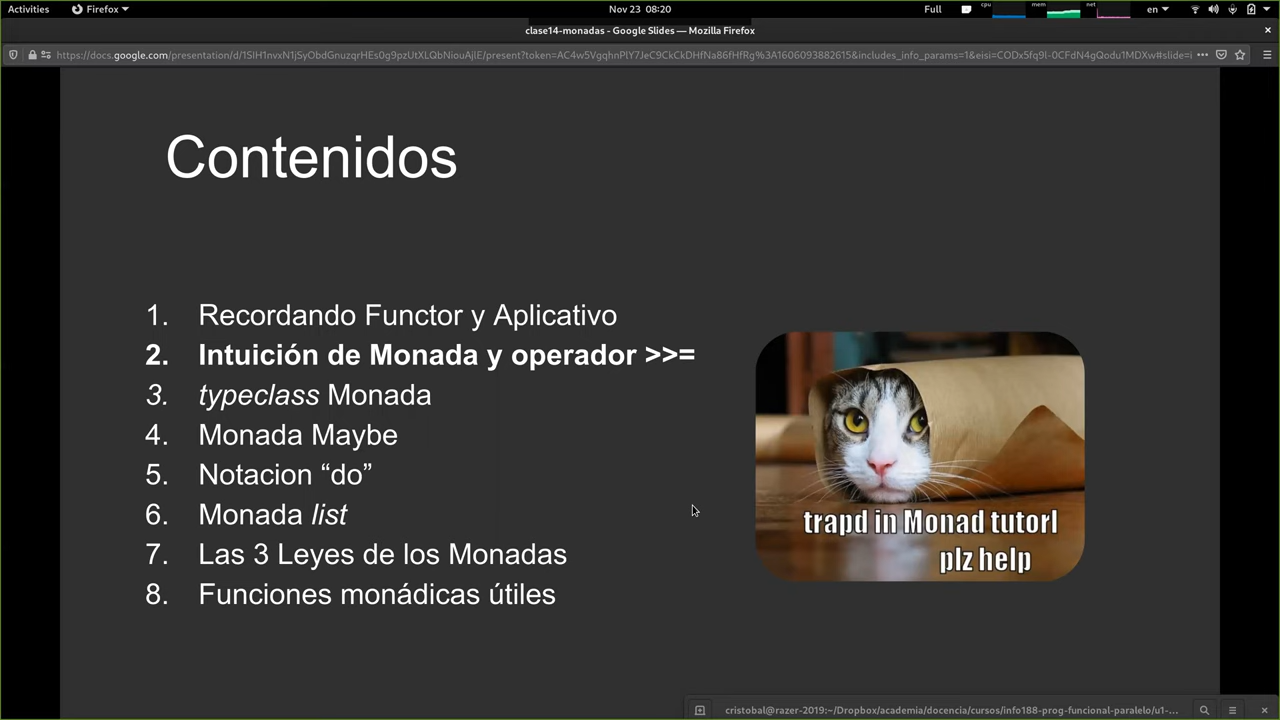 Activities
Firefox
Nov 23 08:20
Full
cpu
mem
net
en
clase14-monadas - Google Slides — Mozilla Firefox
Contenidos
1. Recordando Functor y Aplicativo
2. Intuición de Monada y operador >>=
3. typeclass Monada
4. Monada Maybe
5. Notacion “do”
6. Monada list
7. Las 3 Leyes de los Monadas
8. Funciones monádicas útiles
trapd in Monad tutorl
plz help
cristobal@razer-2019:~/Dropbox/academia/docencia/cursos/info188-prog-funcional-paralelo/u1-...